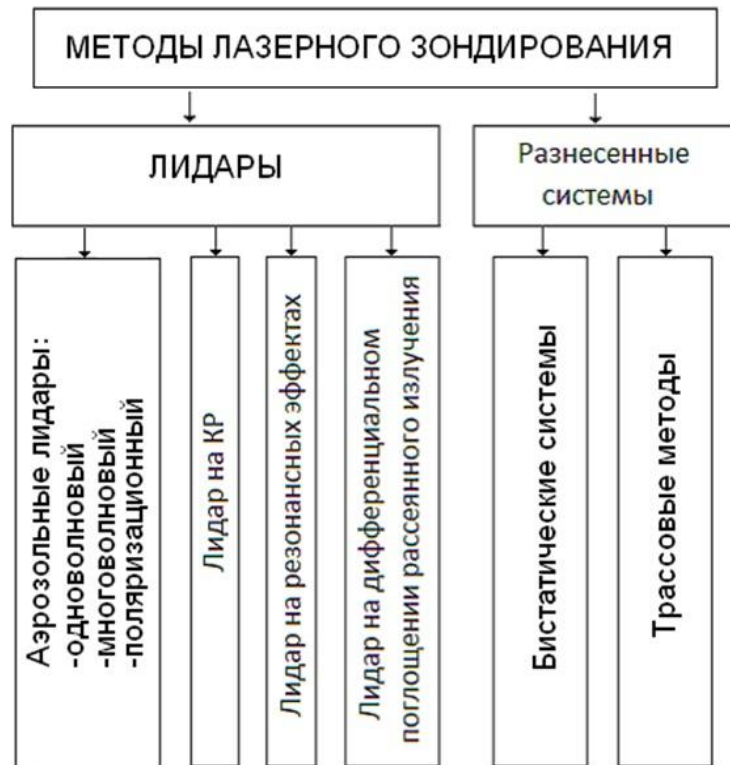 МЕТОДЫ ЛАЗЕРНОГО ЗОНДИРОВАНИЯ
ЛИДАРЫ
Разнесенные
системы
Аэрозольные лидары:
-одноволновый
-многоволновый
-поляризационный
Лидар на КР
Лидар на резонансных эффектах
Лидар на дифференциальном
поглощении рассеянного излучения
Бистатические системы
Трассовые методы